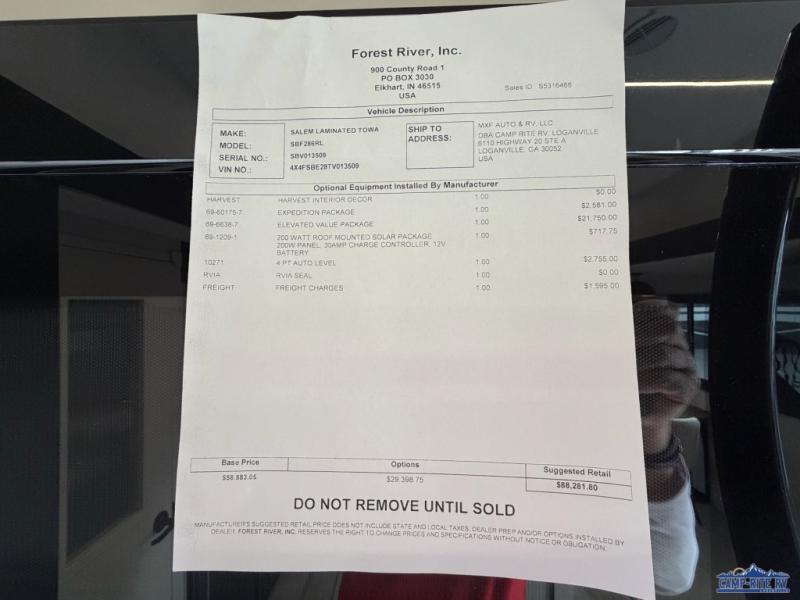 Forest River, Inc.
900 County Road 1
PO BOX 3030
Elkhart, IN 46515
USA
Sales ID S5316466
Vehicle Description
MAKE: SALEM LAMINATED TOWA
MODEL: SBF286RL
SERIAL NO.: SBV013509
VIN NO.: 4X4FSBE28TV013509
SHIP TO
ADDRESS:
MXF AUTO & RV, LLC
DBA CAMP RITE RV, LOGANVILLE
6110 HIGHWAY 20 STE A
LOGANVILLE, GA 30052
USA
Optional Equipment Installed By Manufacturer
HARVEST HARVEST INTERIOR DECOR 1.00 $0.00
69-60175-7 EXPEDITION PACKAGE 1.00 $2,581.00
69-6638-7 ELEVATED VALUE PACKAGE 1.00 $21,750.00
69-1209-1 200 WATT ROOF MOUNTED SOLAR PACKAGE 1.00 $717.75
200W PANEL, 30AMP CHARGE CONTROLLER, 12V
BATTERY
10271 4 PT AUTO LEVEL 1.00 $2,755.00
RVIA RVIA SEAL 1.00 $0.00
FREIGHT FREIGHT CHARGES 1.00 $1,595.00
Base Price Options Suggested Retail
$58,883.05 $29,398.75 $88,281.80
DO NOT REMOVE UNTIL SOLD
MANUFACTURER'S SUGGESTED RETAIL PRICE DOES NOT INCLUDE STATE AND LOCAL TAXES, DEALER PREP AND/OR OPTIONS INSTALLED BY
DEALER. FOREST RIVER, INC. RESERVES THE RIGHT TO CHANGE PRICES AND SPECIFICATIONS WITHOUT NOTICE OR OBLIGATION.
CAMP-RITE RV